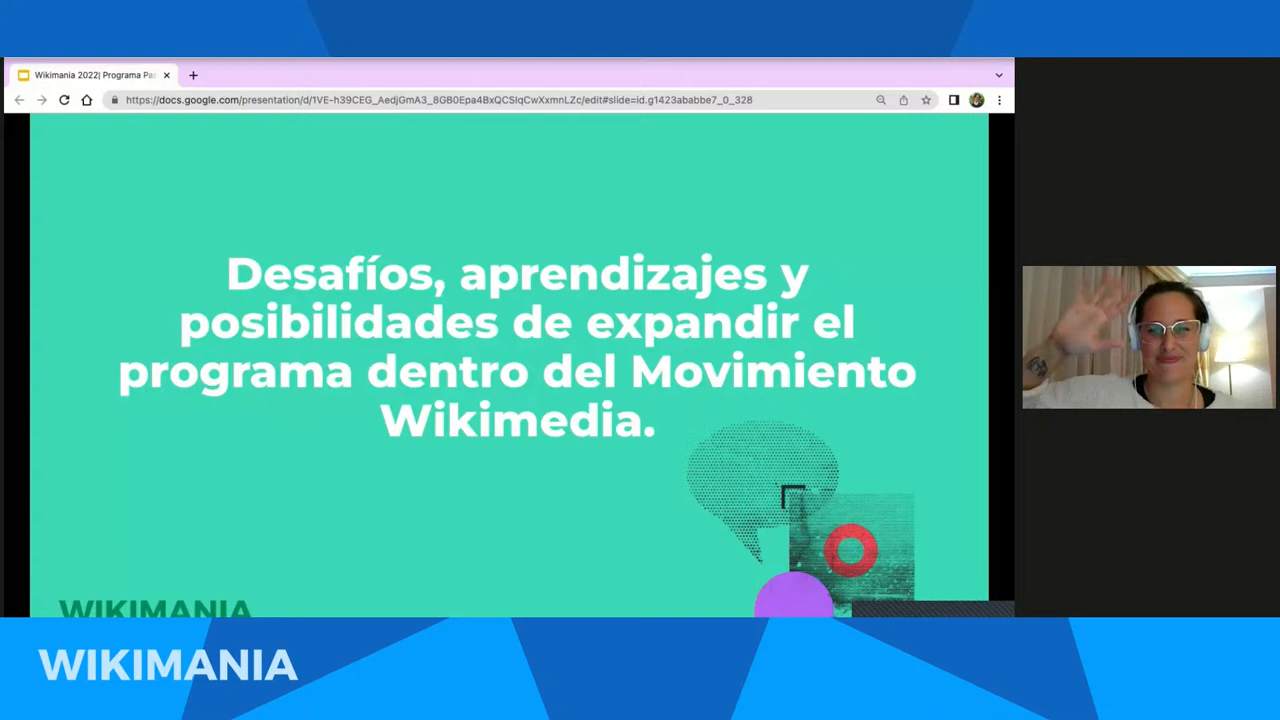 Wikimania 2022| Programa Pa
https://docs.google.com/presentation/d/1VE-h39CEG_AedjGmA3_8GB0Epa4BxQCSIqCwXxmnLZc/edit#slide=id.g1423ababbe7_0_328
Desafíos, aprendizajes y
posibilidades de expandir el
programa dentro del Movimiento
Wikimedia.
WIKIMANIA
WIKIMANIA